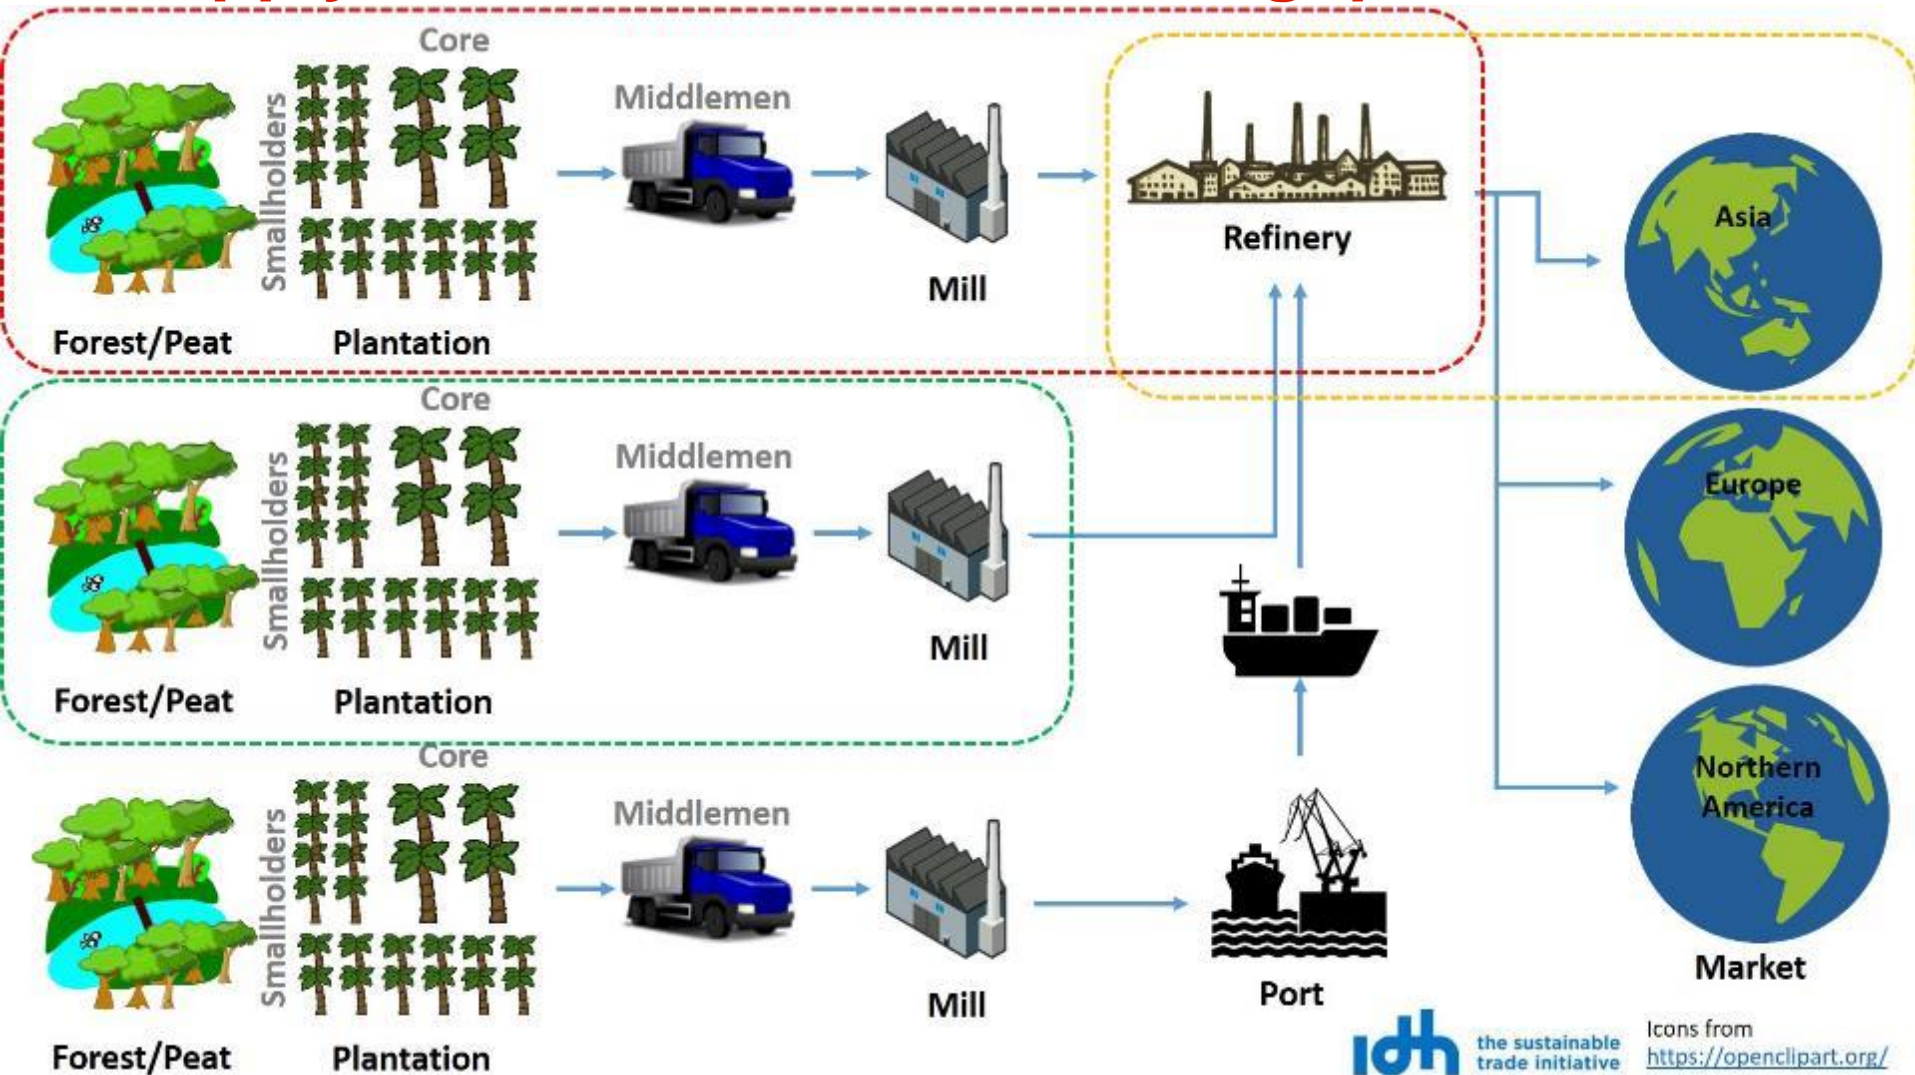 Core
Smallholders
Middlemen
Mill
Refinery
Forest/Peat
Plantation
Asia
Core
Smallholders
Middlemen
Mill
Forest/Peat
Plantation
Europe
Core
Smallholders
Middlemen
Mill
Forest/Peat
Plantation
Port
Northern
America
Market
idh
the sustainable
trade initiative
Icons from
https://openclipart.org/